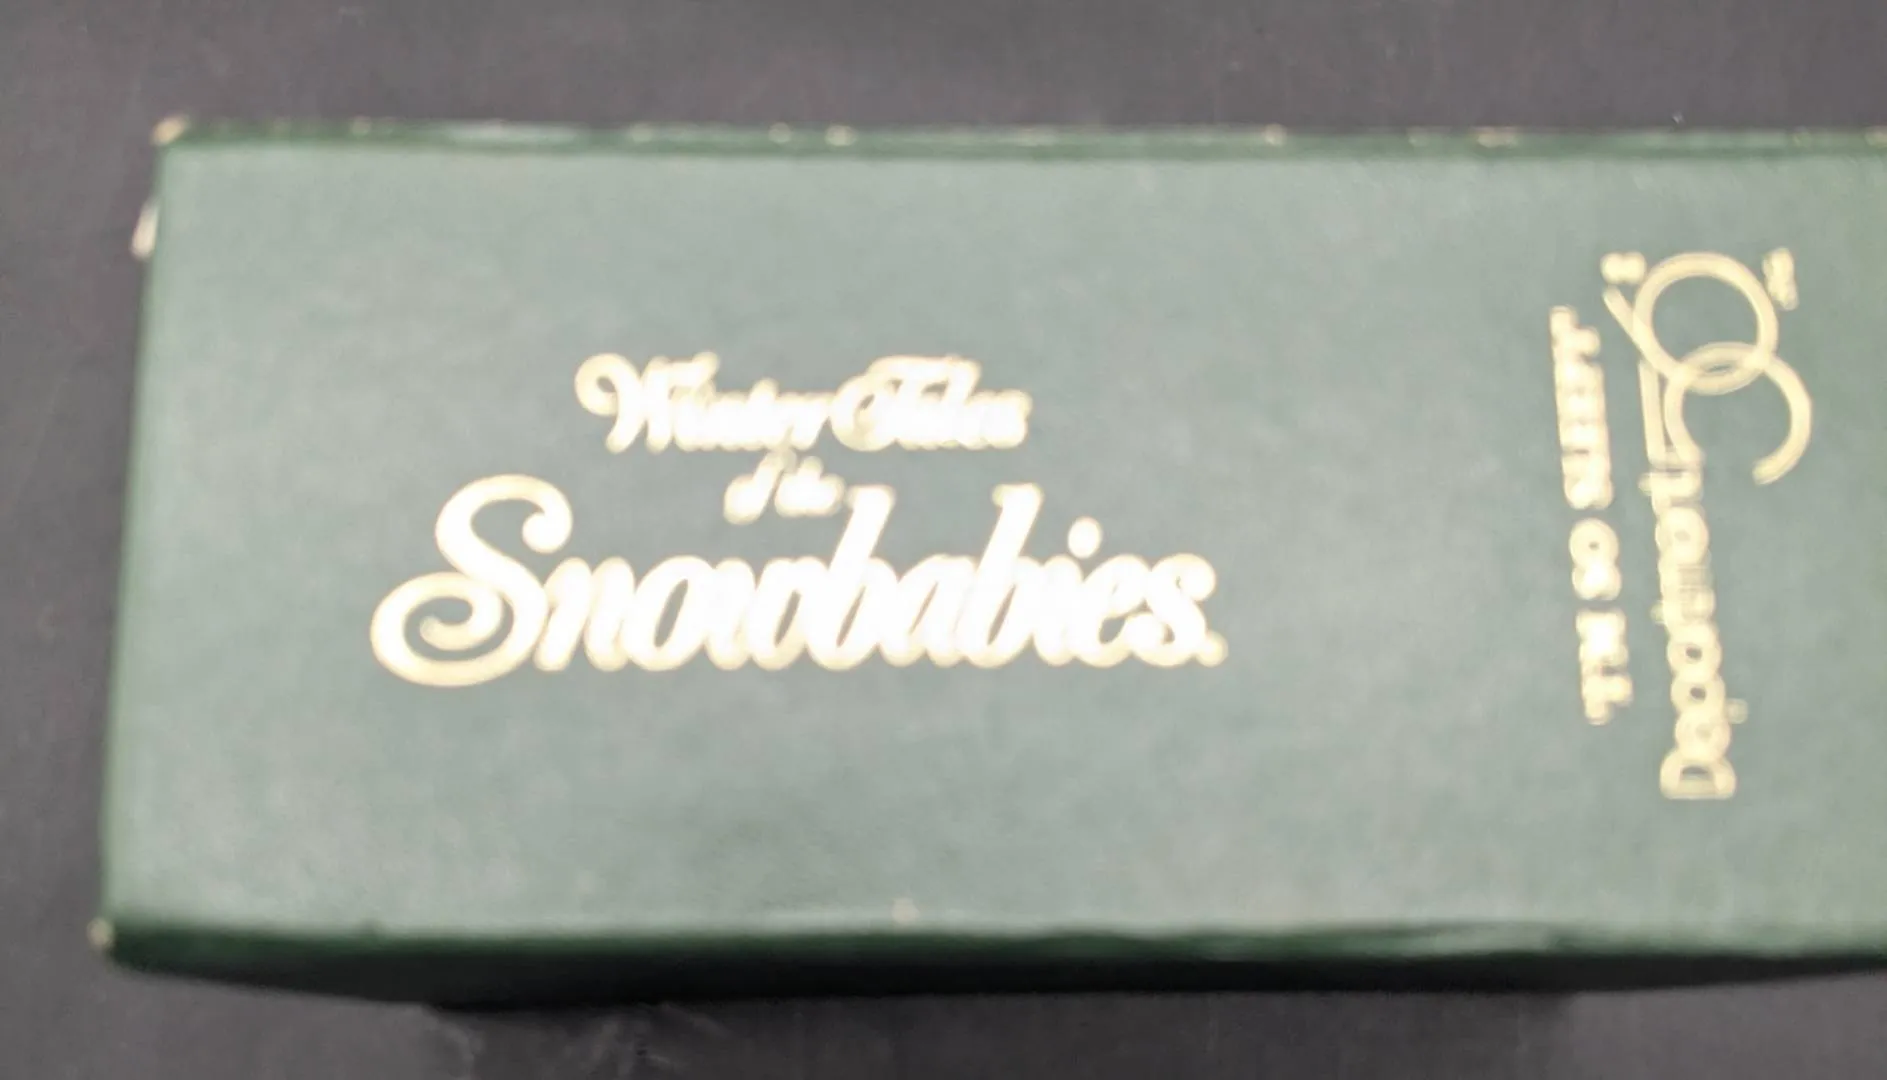 Winter Tales
of the
Snowbabies.
Department 56